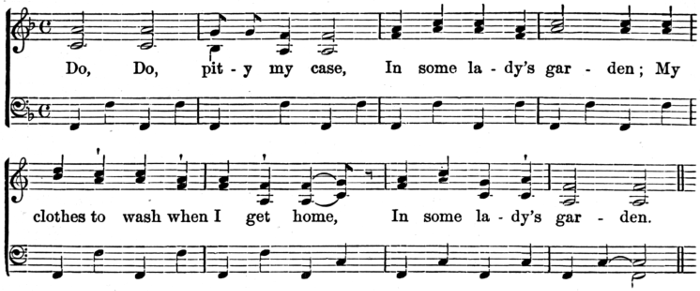 Do, Do, pit - y my case, In some la - dy's gar - den; My
clothes to wash when I get home, In some la - dy's gar - den.